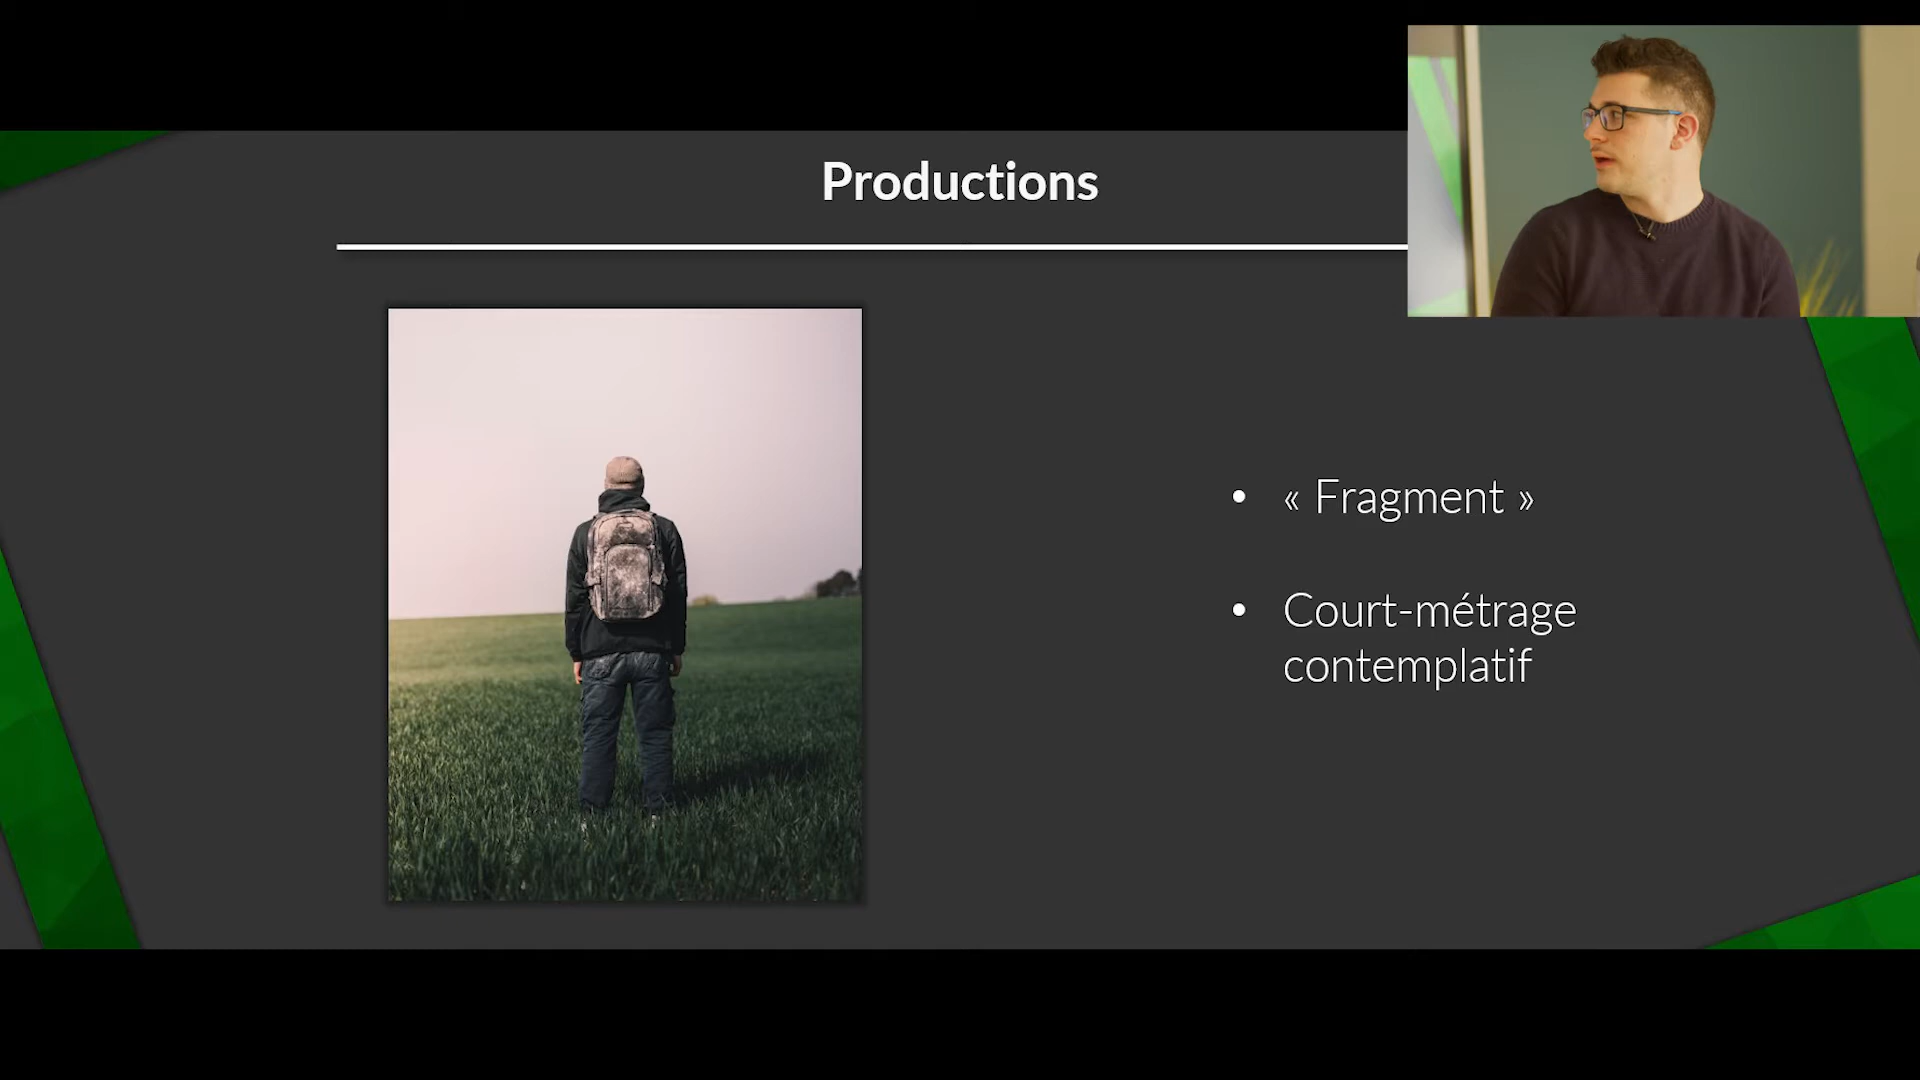 Productions
« Fragment »
Court-métrage
contemplatif